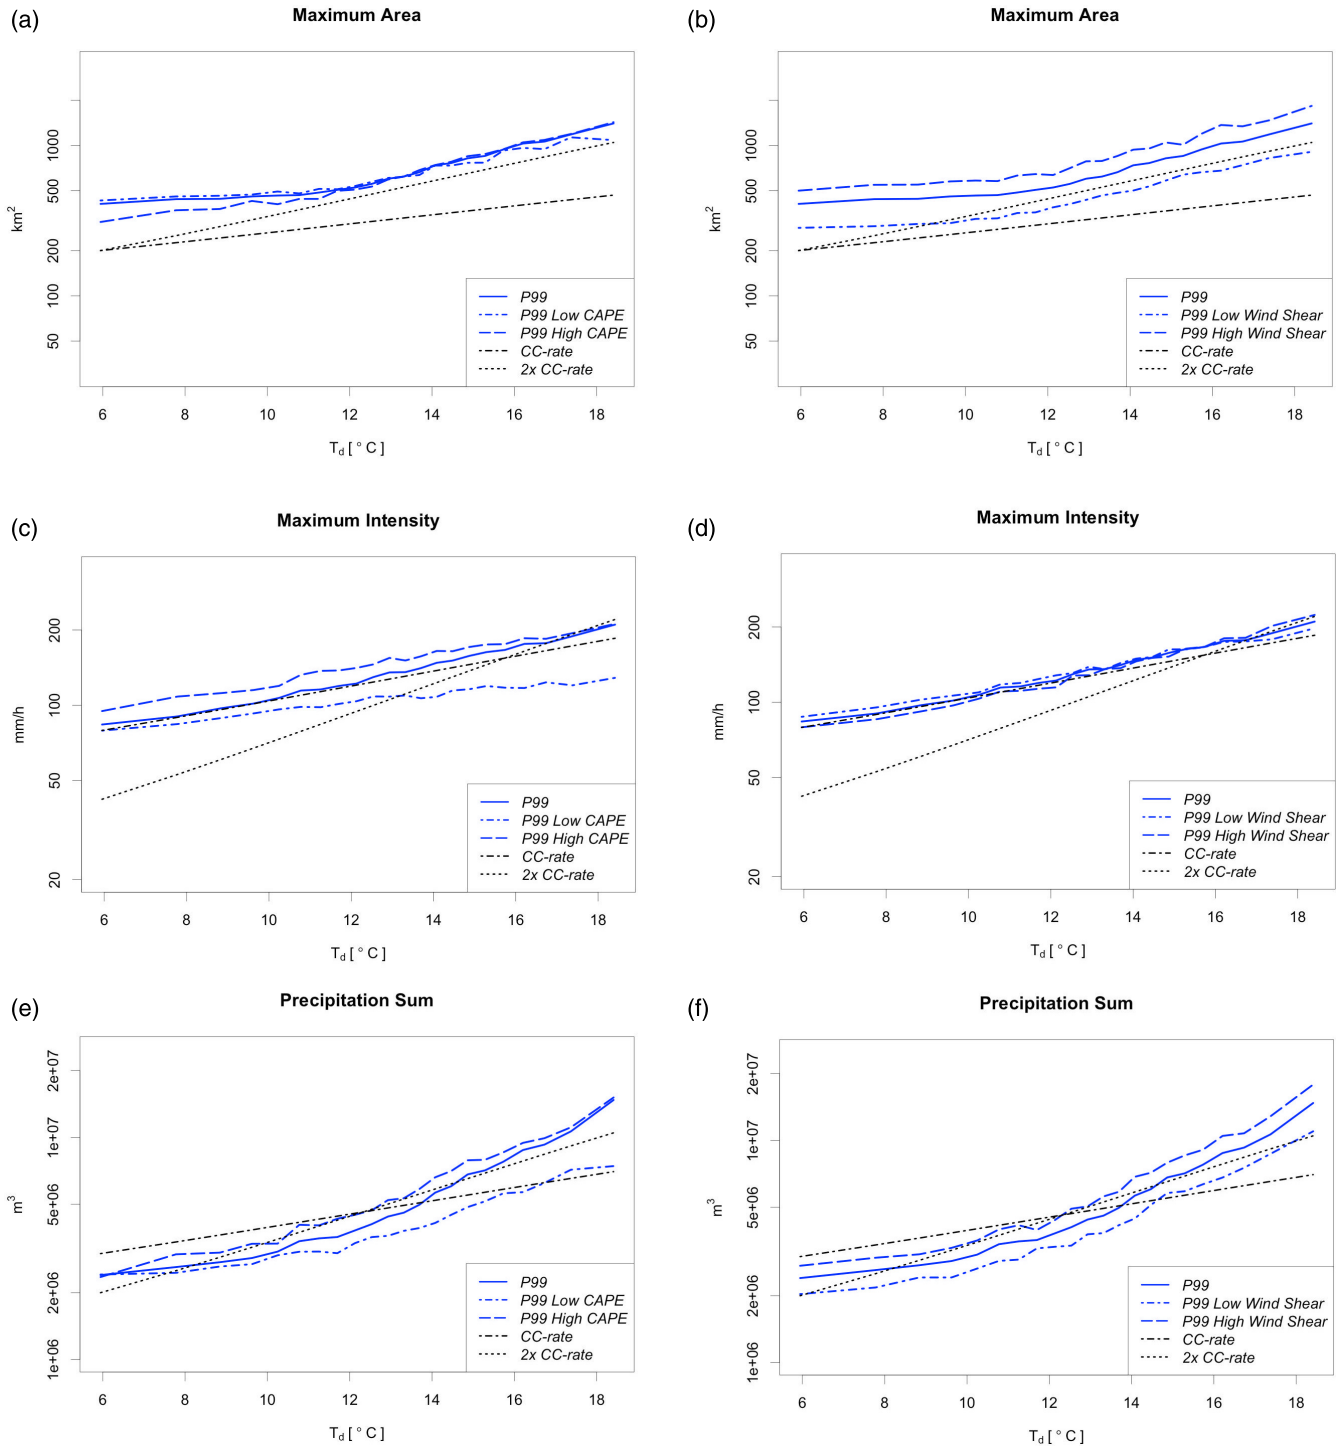 (a)
Maximum Area
km2
1000
500
200
100
50
P99
P99 Low CAPE
P99 High CAPE
CC-rate
2x CC-rate
6 8 10 12 14 16 18
Td [ ° C ]
(b)
Maximum Area
km2
1000
500
200
100
50
P99
P99 Low Wind Shear
P99 High Wind Shear
CC-rate
2x CC-rate
6 8 10 12 14 16 18
Td [ ° C ]
(c)
Maximum Intensity
mm/h
200
100
50
20
P99
P99 Low CAPE
P99 High CAPE
CC-rate
2x CC-rate
6 8 10 12 14 16 18
Td [ ° C ]
(d)
Maximum Intensity
mm/h
200
100
50
20
P99
P99 Low Wind Shear
P99 High Wind Shear
CC-rate
2x CC-rate
6 8 10 12 14 16 18
Td [ ° C ]
(e)
Precipitation Sum
m3
2e+07
1e+07
5e+06
2e+06
1e+06
P99
P99 Low CAPE
P99 High CAPE
CC-rate
2x CC-rate
6 8 10 12 14 16 18
Td [ ° C ]
(f)
Precipitation Sum
m3
2e+07
1e+07
5e+06
2e+06
1e+06
P99
P99 Low Wind Shear
P99 High Wind Shear
CC-rate
2x CC-rate
6 8 10 12 14 16 18
Td [ ° C ]